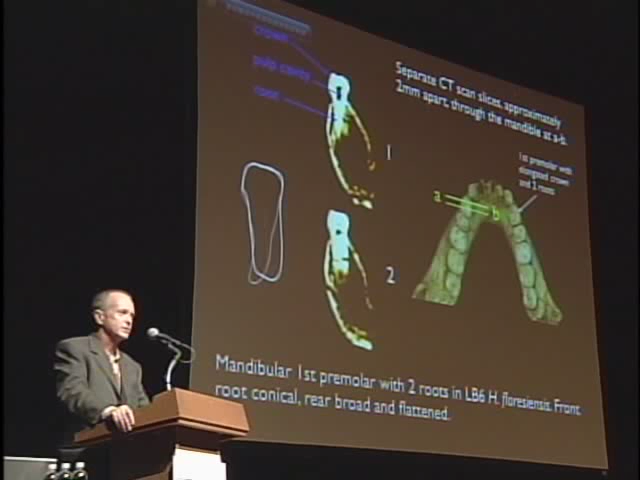 crown
pulp cavity
root
Separate CT scan slices, approximately
2mm apart, through the mandible at a-b.
1
1st premolar with
elongated crown
and 2 roots
a
b
2
Mandibular 1st premolar with 2 roots in LB6 H. floresiensis. Front
root conical, rear broad and flattened.